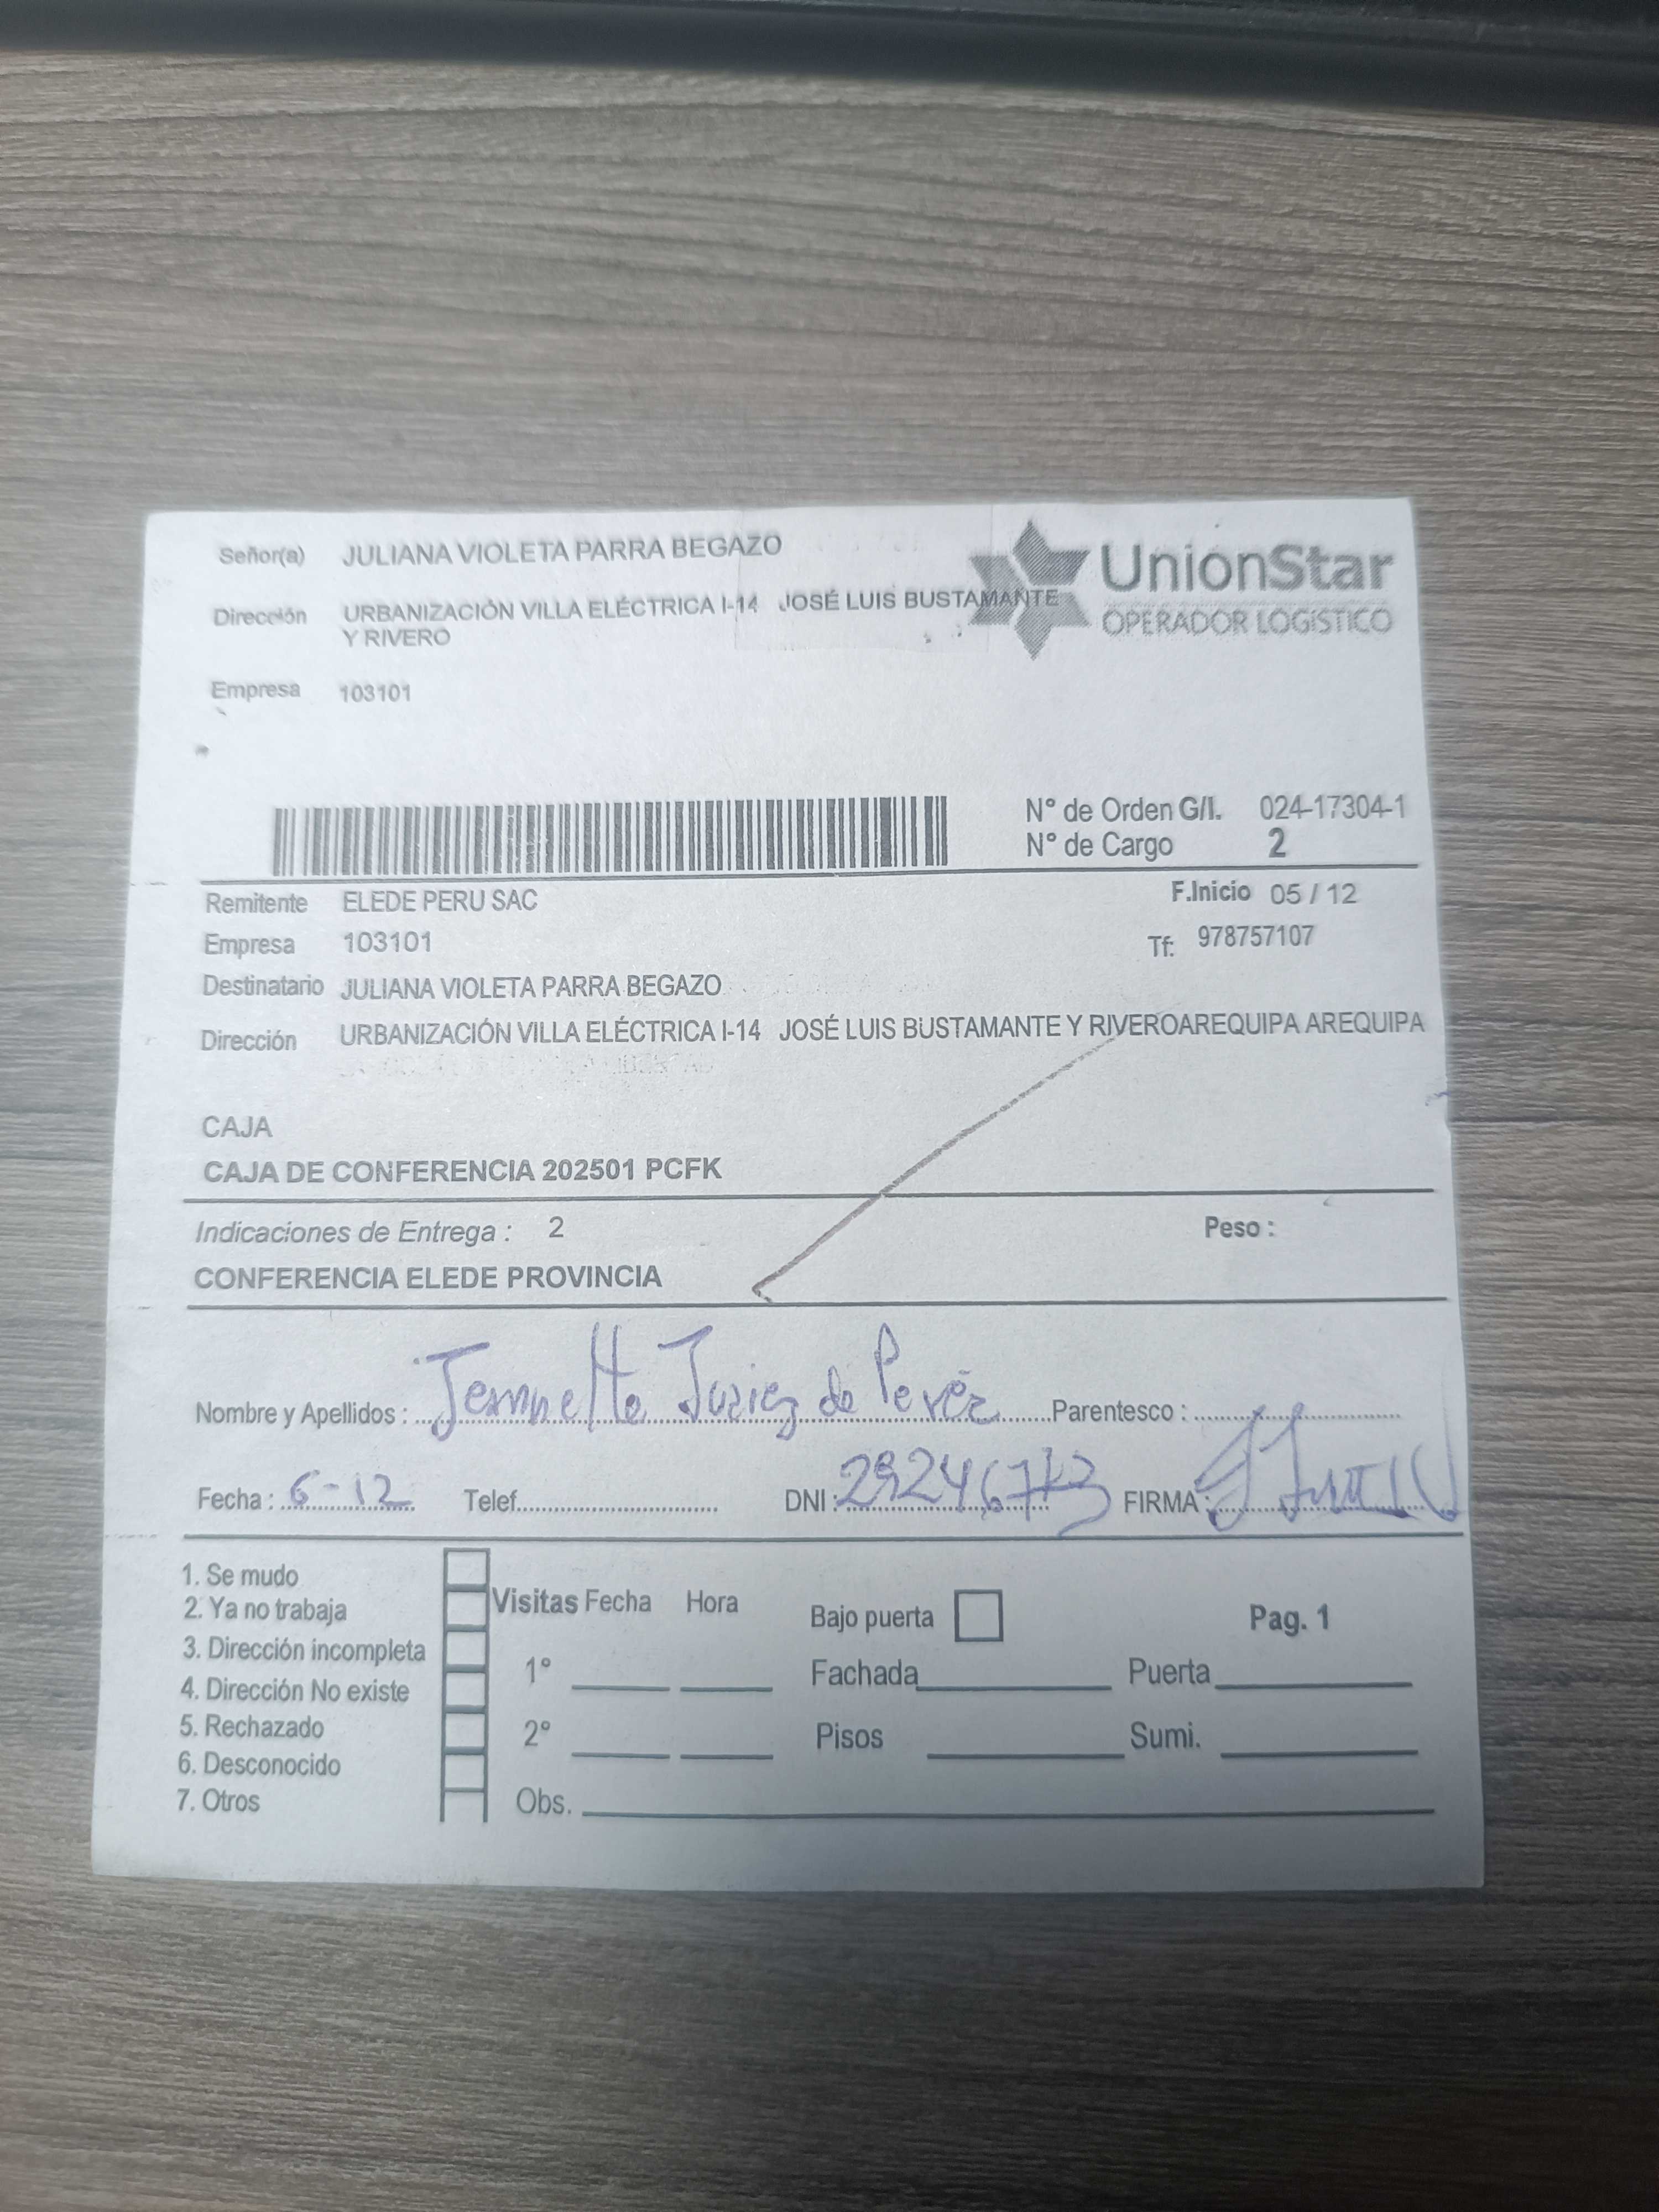 Señor(a) JULIANA VIOLETA PARRA BEGAZO
UnionStar
OPERADOR LOGÍSTICO
Dirección URBANIZACIÓN VILLA ELÉCTRICA I-14 JOSÉ LUIS BUSTAMANTE
Y RIVERO
Empresa 103101
N° de Orden G/I. 024-17304-1
N° de Cargo 2
Remitente ELEDE PERU SAC F.Inicio 05 / 12
Empresa 103101 Tf: 978757107
Destinatario JULIANA VIOLETA PARRA BEGAZO
Dirección URBANIZACIÓN VILLA ELÉCTRICA I-14 JOSÉ LUIS BUSTAMANTE Y RIVEROAREQUIPA AREQUIPA
CAJA
CAJA DE CONFERENCIA 202501 PCFK
Indicaciones de Entrega : 2 Peso :
CONFERENCIA ELEDE PROVINCIA
Nombre y Apellidos : de Parentesco :
Fecha : 6-12 Telef. DNI : FIRMA :
1. Se mudo
2. Ya no trabaja
3. Dirección incompleta
4. Dirección No existe
5. Rechazado
6. Desconocido
7. Otros
Visitas Fecha Hora Bajo puerta Pag. 1
1° Fachada Puerta
2° Pisos Sumi.
Obs.